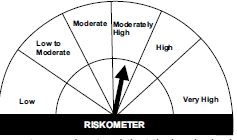 Moderate
Moderately
High
Low to
Moderate
High
Low
Very High
RISKOMETER